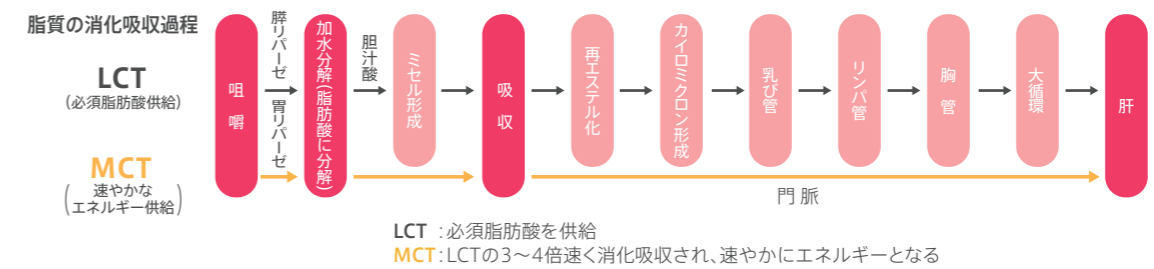 脂質の消化吸収過程
LCT
(必須脂肪酸供給)
MCT
(速やかな
エネルギー供給)
咀嚼
膵リパーゼ
胃リパーゼ
加水分解(脂肪酸に分解)
胆汁酸
ミセル形成
吸収
再エステル化
カイロミクロン形成
乳び管
リンパ管
胸管
大循環
肝
門脈
LCT:必須脂肪酸を供給
MCT:LCTの3〜4倍速く消化吸収され、速やかにエネルギーとなる